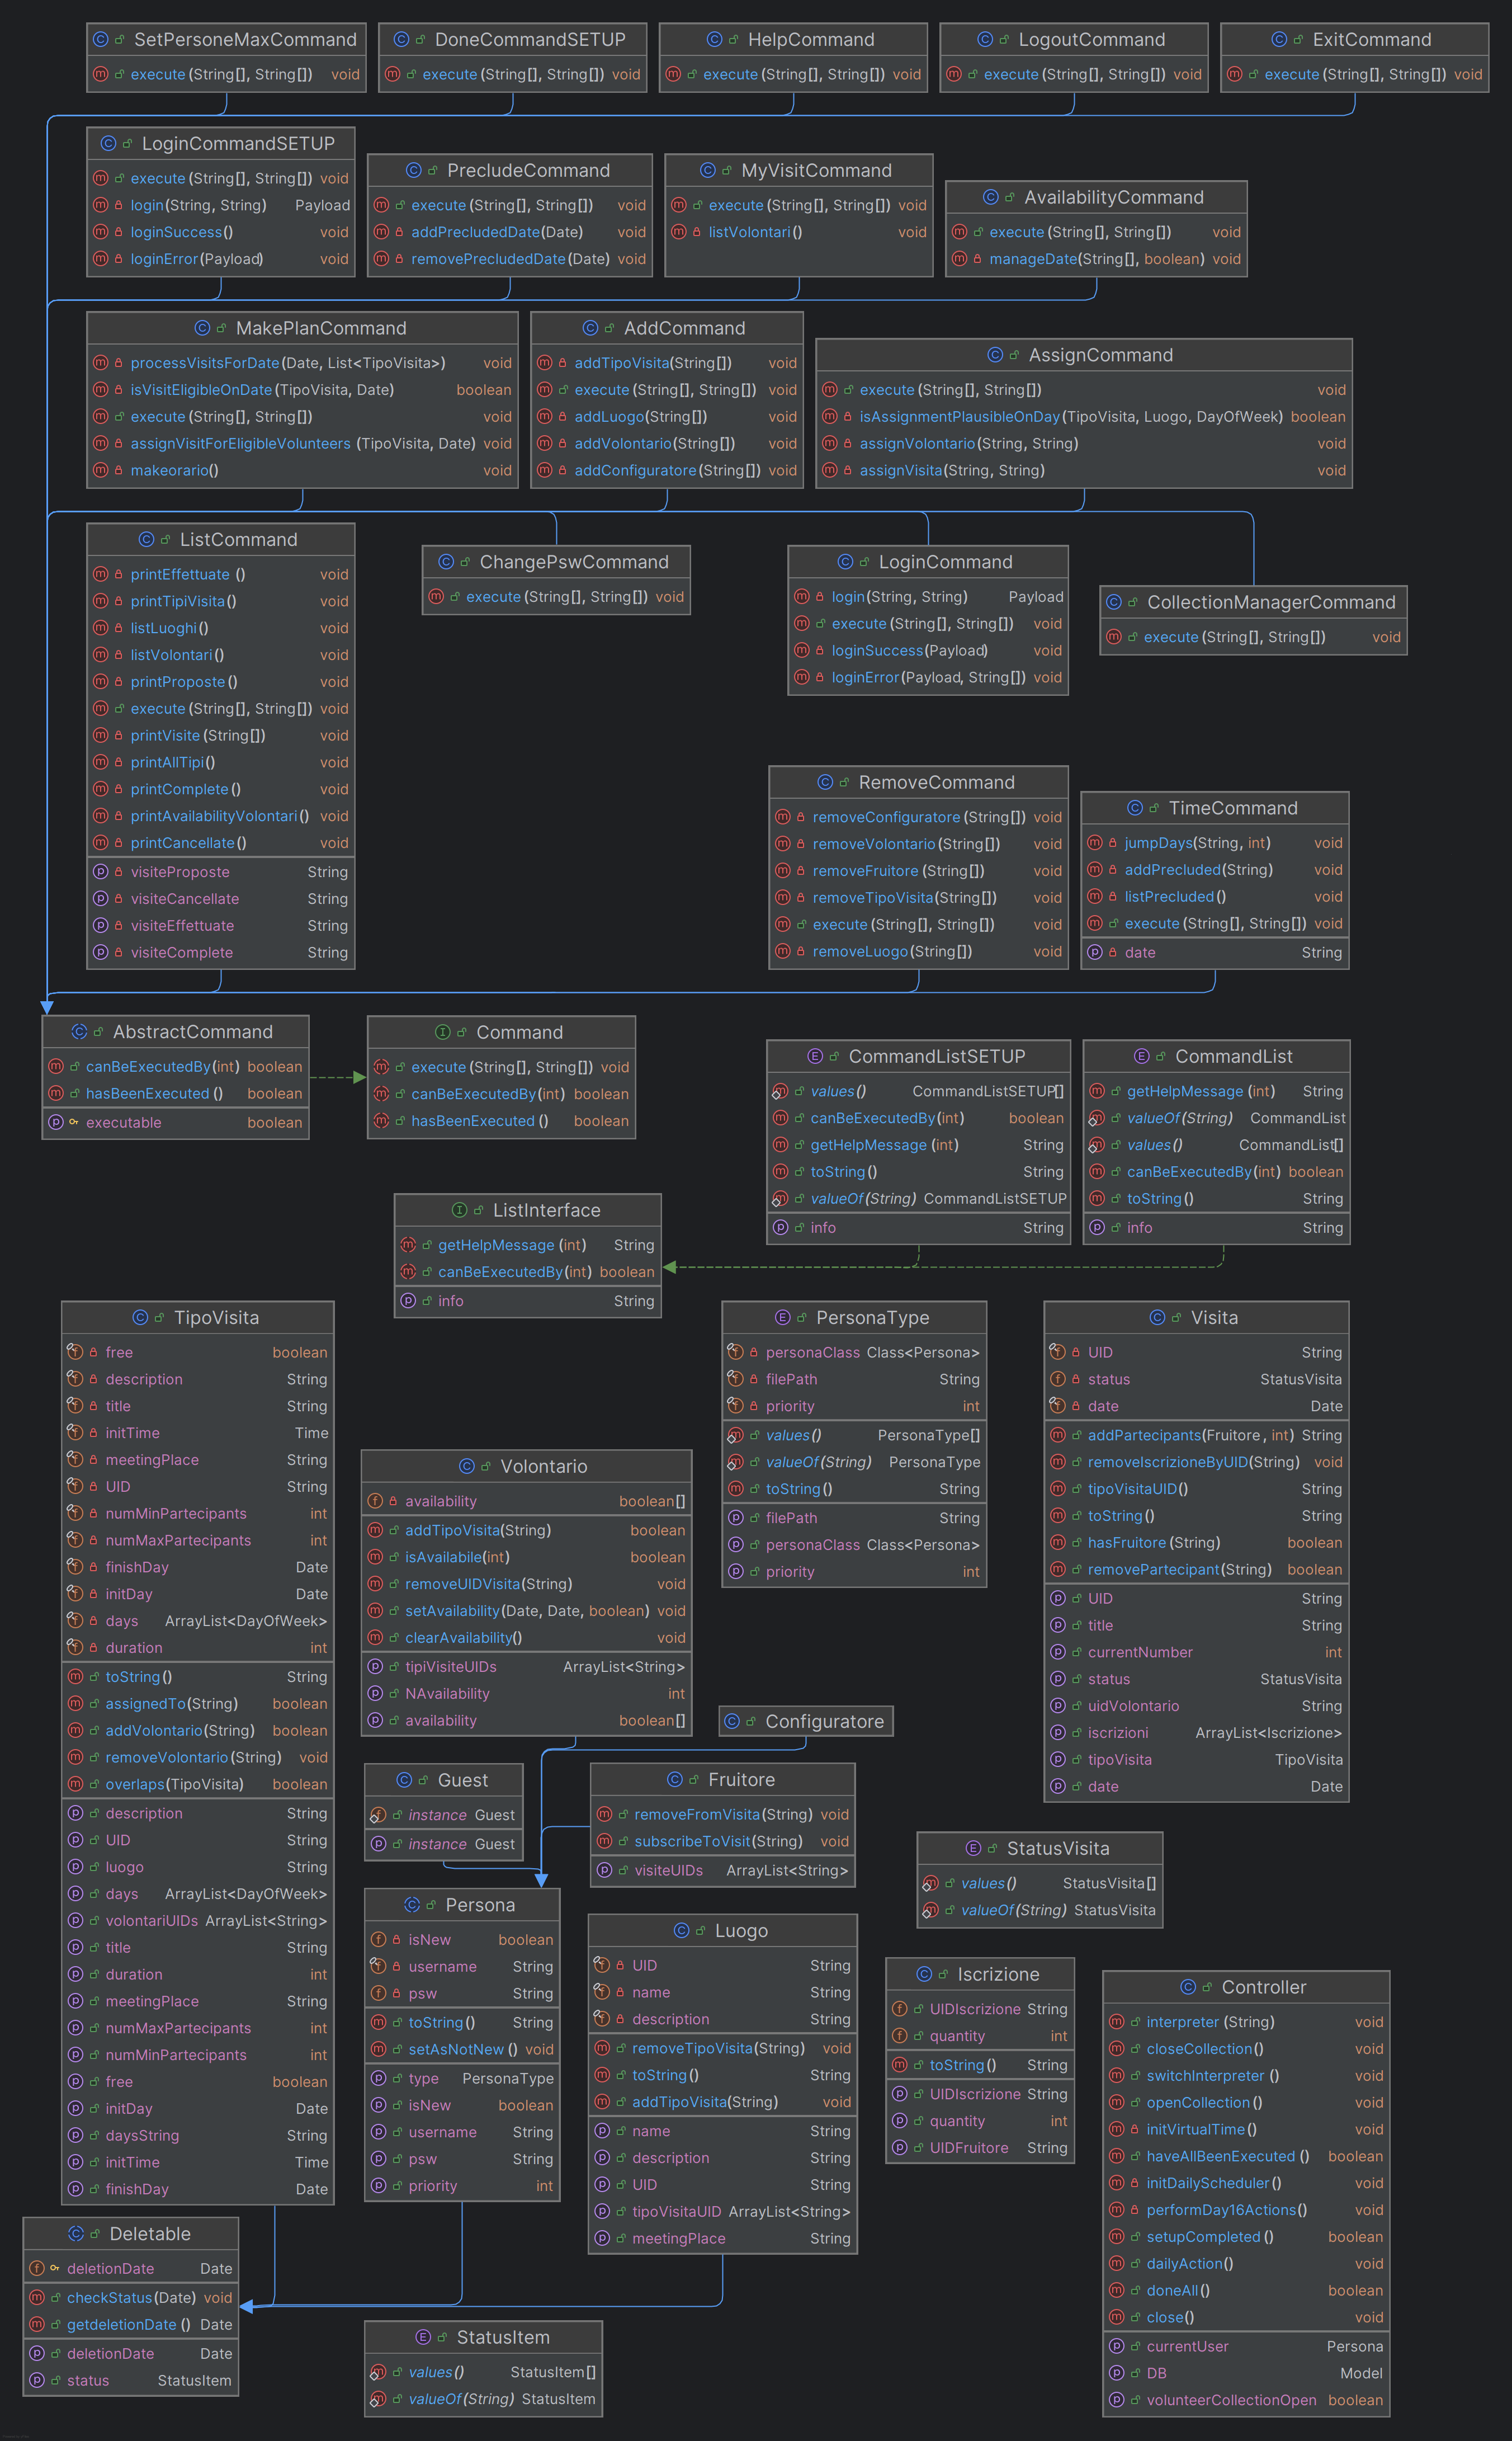 SetPersoneMaxCommand
execute(String[], String[]) void
DoneCommandSETUP
execute(String[], String[]) void
HelpCommand
execute(String[], String[]) void
LogoutCommand
execute(String[], String[]) void
ExitCommand
execute(String[], String[]) void
LoginCommandSETUP
execute(String[], String[]) void
login(String, String) Payload
loginSuccess() void
loginError(Payload) void
PrecludeCommand
execute(String[], String[]) void
addPrecludedDate(Date) void
removePrecludedDate(Date) void
MyVisitCommand
execute(String[], String[]) void
listVolontari() void
AvailabilityCommand
execute(String[], String[]) void
manageDate(String[], boolean) void
MakePlanCommand
processVisitsForDate(Date, List<TipoVisita>) void
isVisitEligibleOnDate(TipoVisita, Date) boolean
execute(String[], String[]) void
assignVisitForEligibleVolunteers (TipoVisita, Date) void
makeorario() void
AddCommand
addTipoVisita(String[]) void
execute(String[], String[]) void
addLuogo(String[]) void
addVolontario(String[]) void
addConfiguratore(String[]) void
AssignCommand
execute(String[], String[]) void
isAssignmentPlausibleOnDay(TipoVisita, Luogo, DayOfWeek) boolean
assignVolontario(String, String) void
assignVisita(String, String) void
ListCommand
printEffettuate () void
printTipiVisita() void
listLuoghi() void
listVolontari() void
printProposte() void
execute(String[], String[]) void
printVisite(String[]) void
printAllTipi() void
printComplete() void
printAvailabilityVolontari() void
printCancellate() void
visiteProposte String
visiteCancellate String
visiteEffettuate String
visiteComplete String
ChangePswCommand
execute(String[], String[]) void
LoginCommand
login(String, String) Payload
execute(String[], String[]) void
loginSuccess(Payload) void
loginError(Payload, String[]) void
CollectionManagerCommand
execute(String[], String[]) void
RemoveCommand
removeConfiguratore(String[]) void
removeVolontario(String[]) void
removeFruitore(String[]) void
removeTipoVisita(String[]) void
execute(String[], String[]) void
removeLuogo(String[]) void
TimeCommand
jumpDays(String, int) void
addPrecluded(String) void
listPrecluded() void
execute(String[], String[]) void
date String
AbstractCommand
canBeExecutedBy(int) boolean
hasBeenExecuted () boolean
executable boolean
Command
execute(String[], String[]) void
canBeExecutedBy(int) boolean
hasBeenExecuted () boolean
CommandListSETUP
values() CommandListSETUP[]
canBeExecutedBy(int) boolean
getHelpMessage (int) String
toString() String
valueOf(String) CommandListSETUP
info String
CommandList
getHelpMessage (int) String
valueOf(String) CommandList
values() CommandList[]
canBeExecutedBy(int) boolean
toString() String
info String
ListInterface
getHelpMessage (int) String
canBeExecutedBy(int) boolean
info String
TipoVisita
free boolean
description String
title String
initTime Time
meetingPlace String
UID String
numMinPartecipants int
numMaxPartecipants int
finishDay Date
initDay Date
days ArrayList<DayOfWeek>
duration int
toString() String
assignedTo(String) boolean
addVolontario(String) boolean
removeVolontario(String) void
overlaps(TipoVisita) boolean
description String
UID String
luogo String
days ArrayList<DayOfWeek>
volontariUIDs ArrayList<String>
title String
duration int
meetingPlace String
numMaxPartecipants int
numMinPartecipants int
free boolean
initDay Date
daysString String
initTime Time
finishDay Date
Volontario
availability boolean[]
addTipoVisita(String) boolean
isAvailabile(int) boolean
removeUIDVisita(String) void
setAvailability(Date, Date, boolean) void
clearAvailability() void
tipiVisiteUIDs ArrayList<String>
NAvailability int
availability boolean[]
PersonaType
personaClass Class<Persona>
filePath String
priority int
values() PersonaType[]
valueOf(String) PersonaType
toString() String
filePath String
personaClass Class<Persona>
priority int
Visita
UID String
status StatusVisita
date Date
addPartecipants(Fruitore, int) String
removeIscrizioneByUID(String) void
tipoVisitaUID() String
toString() String
hasFruitore(String) boolean
removePartecipant(String) boolean
UID String
title String
currentNumber int
status StatusVisita
uidVolontario String
iscrizioni ArrayList<Iscrizione>
tipoVisita TipoVisita
date Date
Configuratore
Guest
instance Guest
instance Guest
Fruitore
removeFromVisita(String) void
subscribeToVisit(String) void
visiteUIDs ArrayList<String>
StatusVisita
values() StatusVisita[]
valueOf(String) StatusVisita
Persona
isNew boolean
username String
psw String
toString() String
setAsNotNew () void
type PersonaType
isNew boolean
username String
psw String
priority int
Luogo
UID String
name String
description String
removeTipoVisita(String) void
toString() String
addTipoVisita(String) void
name String
description String
UID String
tipoVisitaUID ArrayList<String>
meetingPlace String
Iscrizione
UIDIscrizione String
quantity int
toString() String
UIDIscrizione String
quantity int
UIDFruitore String
Controller
interpreter (String) void
closeCollection() void
switchInterpreter () void
openCollection() void
initVirtualTime() void
haveAllBeenExecuted () boolean
initDailyScheduler() void
performDay16Actions() void
setupCompleted () boolean
dailyAction() void
doneAll() boolean
close() void
currentUser Persona
DB Model
volunteerCollectionOpen boolean
Deletable
deletionDate Date
checkStatus(Date) void
getdeletionDate () Date
deletionDate Date
status StatusItem
StatusItem
values() StatusItem[]
valueOf(String) StatusItem